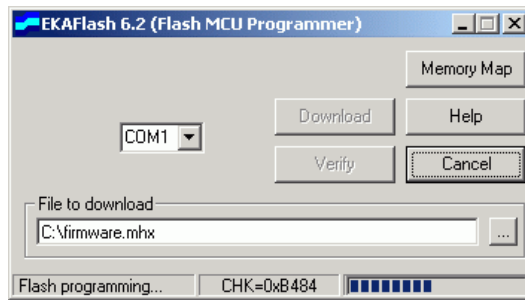 EKAFlash 6.2 (Flash MCU Programmer)
Memory Map
Download
Help
COM1
Verify
Cancel
File to download
C:\firmware.mhx
...
Flash programming...
CHK=0xB484